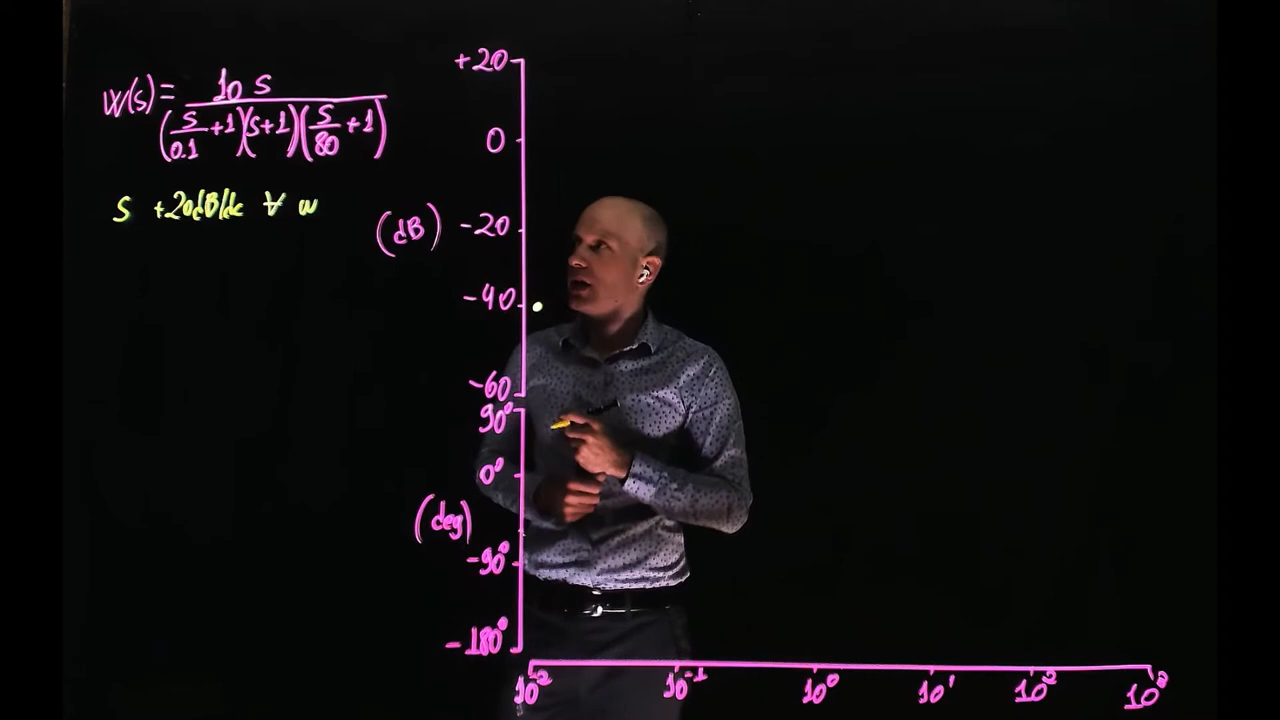 W(s) = 10 s / (s/0.1 + 1)(s + 1)(s/80 + 1)
s +20dB/dc ∀ ω
+20
0
(dB) -20
-40
-60
90°
0°
(deg)
-90°
-180°
10^-2 10^-1 10^0 10^1 10^2 10^3